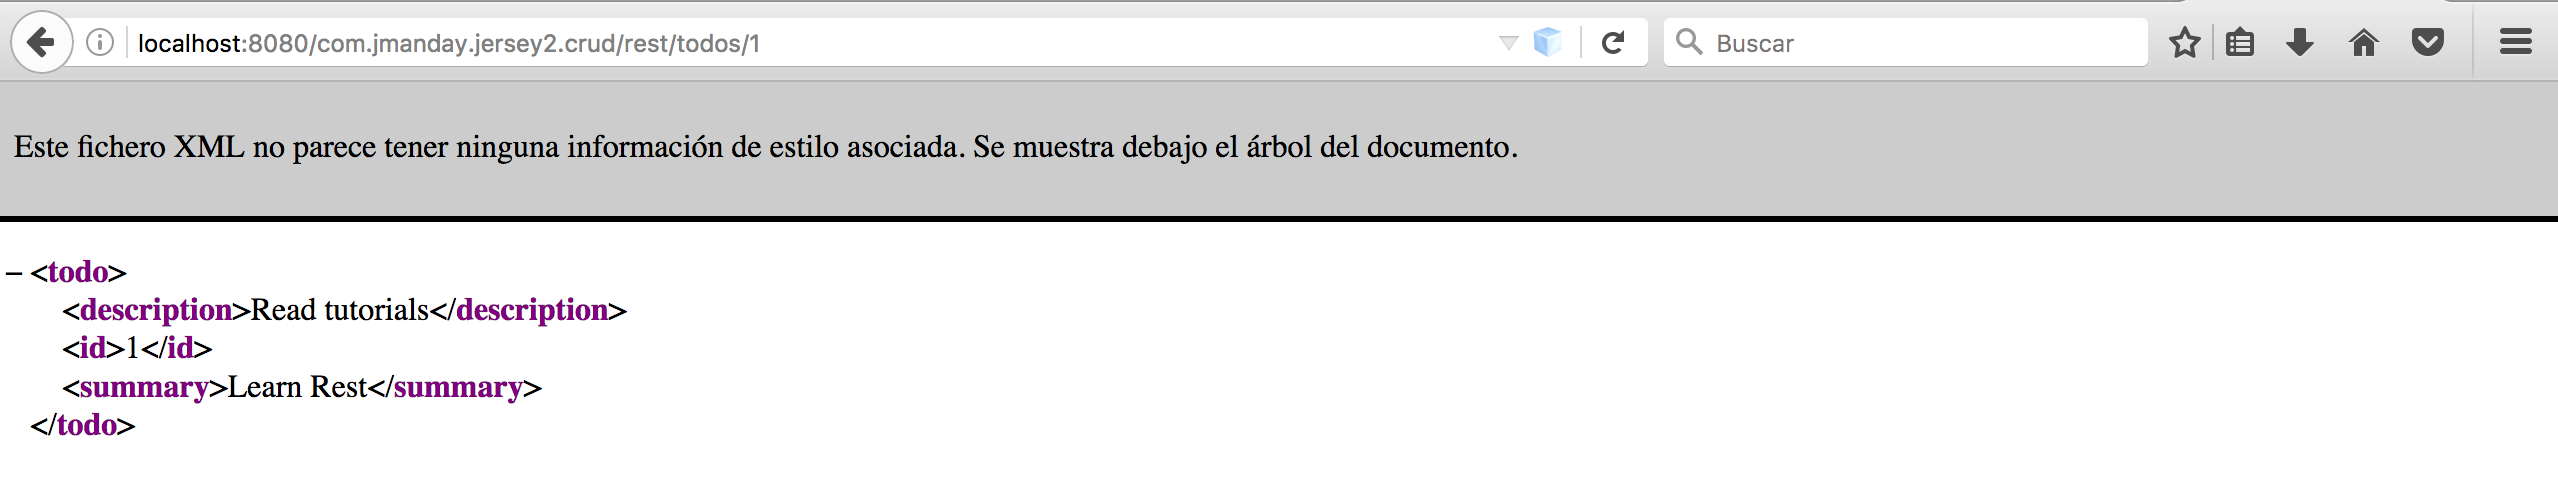 localhost:8080/com.jmanday.jersey2.crud/rest/todos/1
Buscar
Este fichero XML no parece tener ninguna información de estilo asociada. Se muestra debajo el árbol del documento.
– <todo>
<description>Read tutorials</description>
<id>1</id>
<summary>Learn Rest</summary>
</todo>